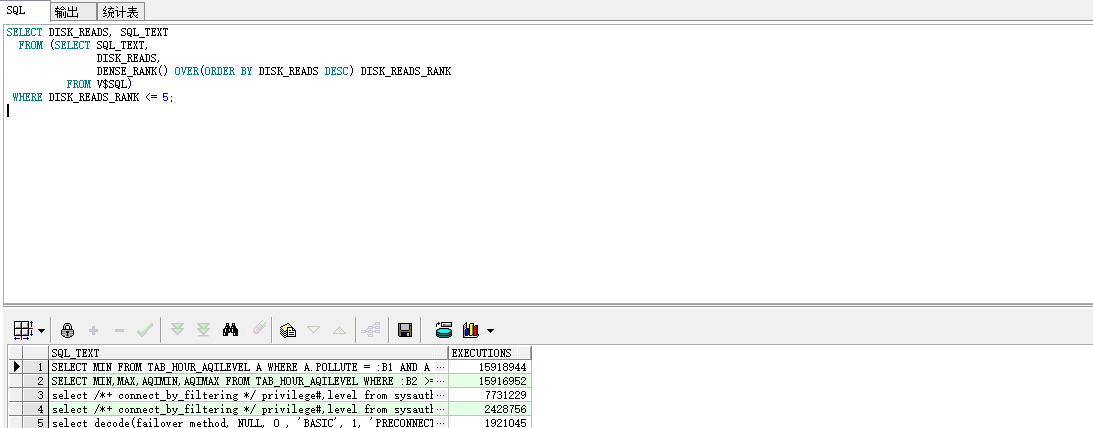 SQL 输出 统计表
SELECT DISK_READS, SQL_TEXT
FROM (SELECT SQL_TEXT,
DISK_READS,
DENSE_RANK() OVER(ORDER BY DISK_READS DESC) DISK_READS_RANK
FROM V$SQL)
WHERE DISK_READS_RANK <= 5;
SQL_TEXT EXECUTIONS
1 SELECT MIN FROM TAB_HOUR_AQILEVEL A WHERE A.POLLUTE = :B1 AND A ... 15918944
2 SELECT MIN,MAX,AQIMIN,AQIMAX FROM TAB_HOUR_AQILEVEL WHERE :B2 >= ... 15916952
3 select /*+ connect_by_filtering */ privilege#,level from sysauth ... 7731229
4 select /*+ connect_by_filtering */ privilege#,level from sysauth ... 2428756
5 select decode(failover_method, NULL, 0 , 'BASIC', 1, 'PRECONNECT ... 1921045